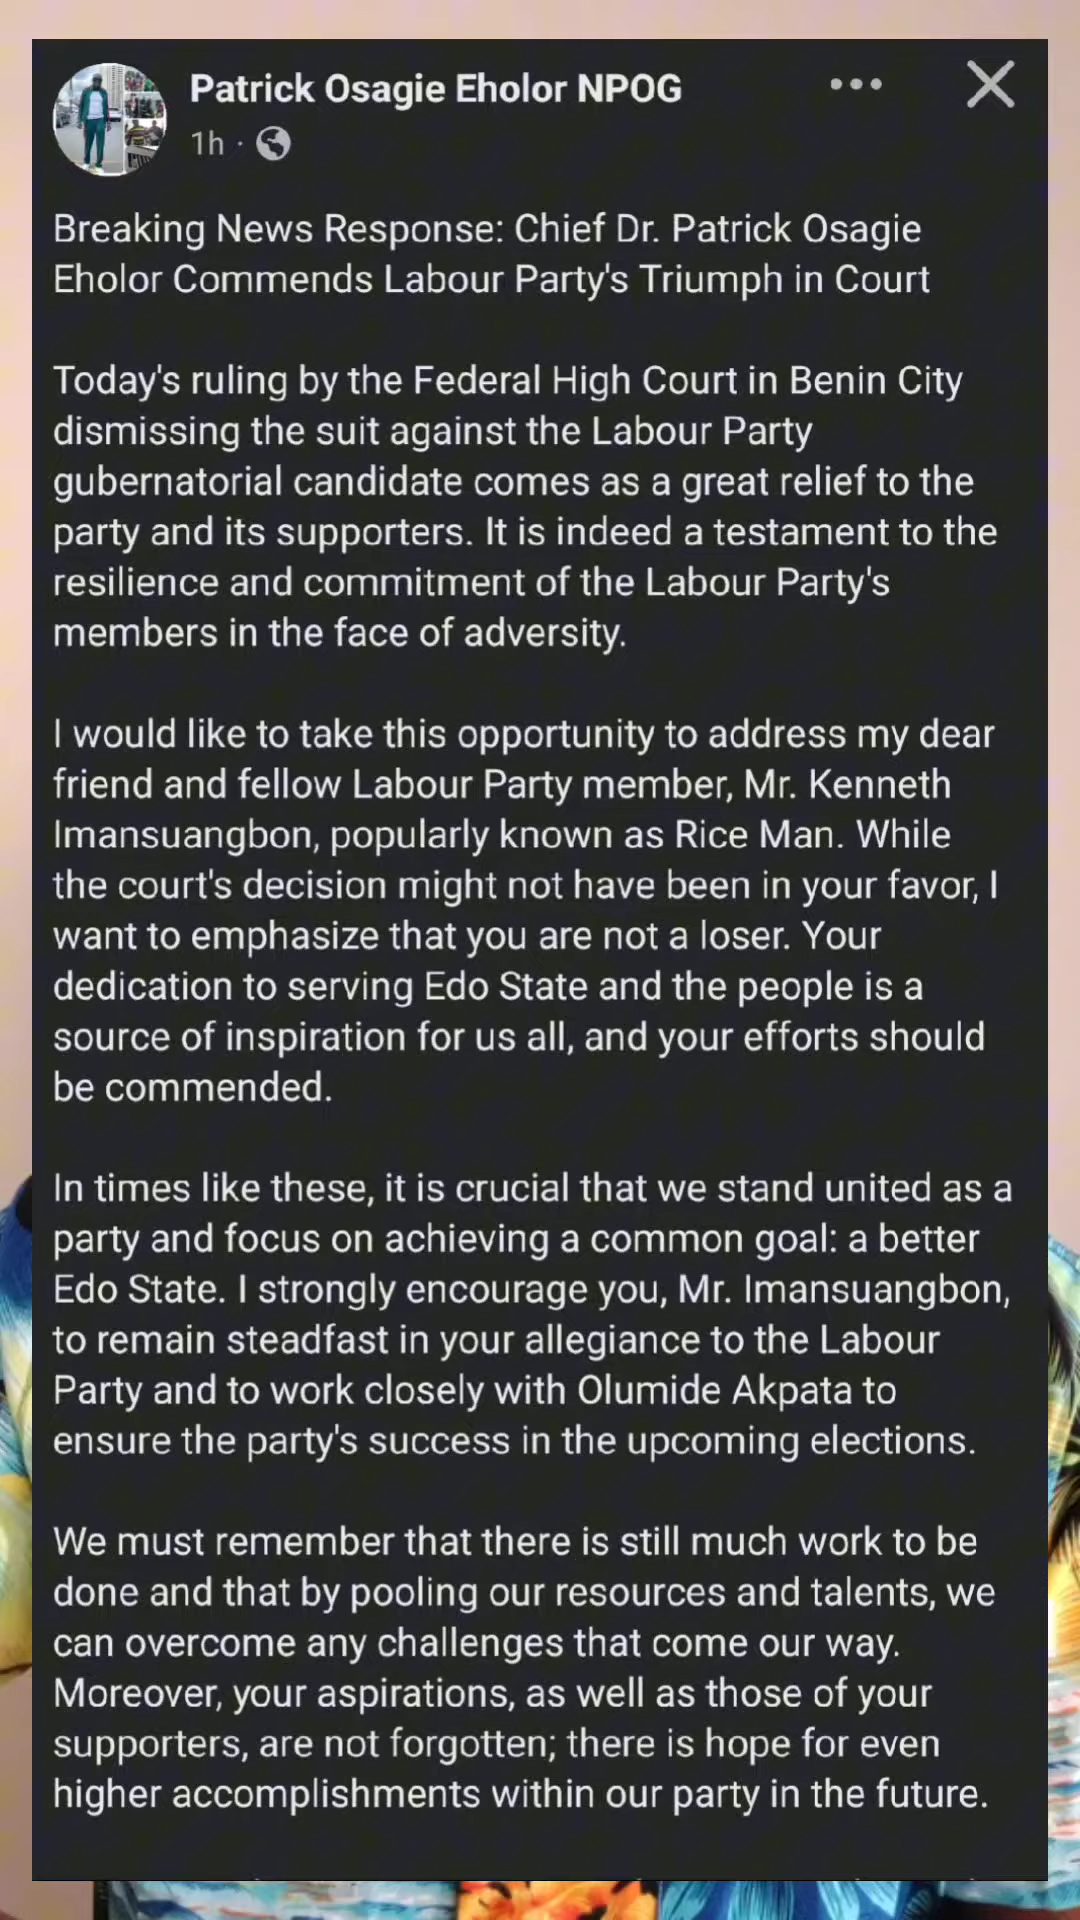 Patrick Osagie Eholor NPOG
1h ·
Breaking News Response: Chief Dr. Patrick Osagie
Eholor Commends Labour Party's Triumph in Court
Today's ruling by the Federal High Court in Benin City
dismissing the suit against the Labour Party
gubernatorial candidate comes as a great relief to the
party and its supporters. It is indeed a testament to the
resilience and commitment of the Labour Party's
members in the face of adversity.
I would like to take this opportunity to address my dear
friend and fellow Labour Party member, Mr. Kenneth
Imansuangbon, popularly known as Rice Man. While
the court's decision might not have been in your favor, I
want to emphasize that you are not a loser. Your
dedication to serving Edo State and the people is a
source of inspiration for us all, and your efforts should
be commended.
In times like these, it is crucial that we stand united as a
party and focus on achieving a common goal: a better
Edo State. I strongly encourage you, Mr. Imansuangbon,
to remain steadfast in your allegiance to the Labour
Party and to work closely with Olumide Akpata to
ensure the party's success in the upcoming elections.
We must remember that there is still much work to be
done and that by pooling our resources and talents, we
can overcome any challenges that come our way.
Moreover, your aspirations, as well as those of your
supporters, are not forgotten; there is hope for even
higher accomplishments within our party in the future.